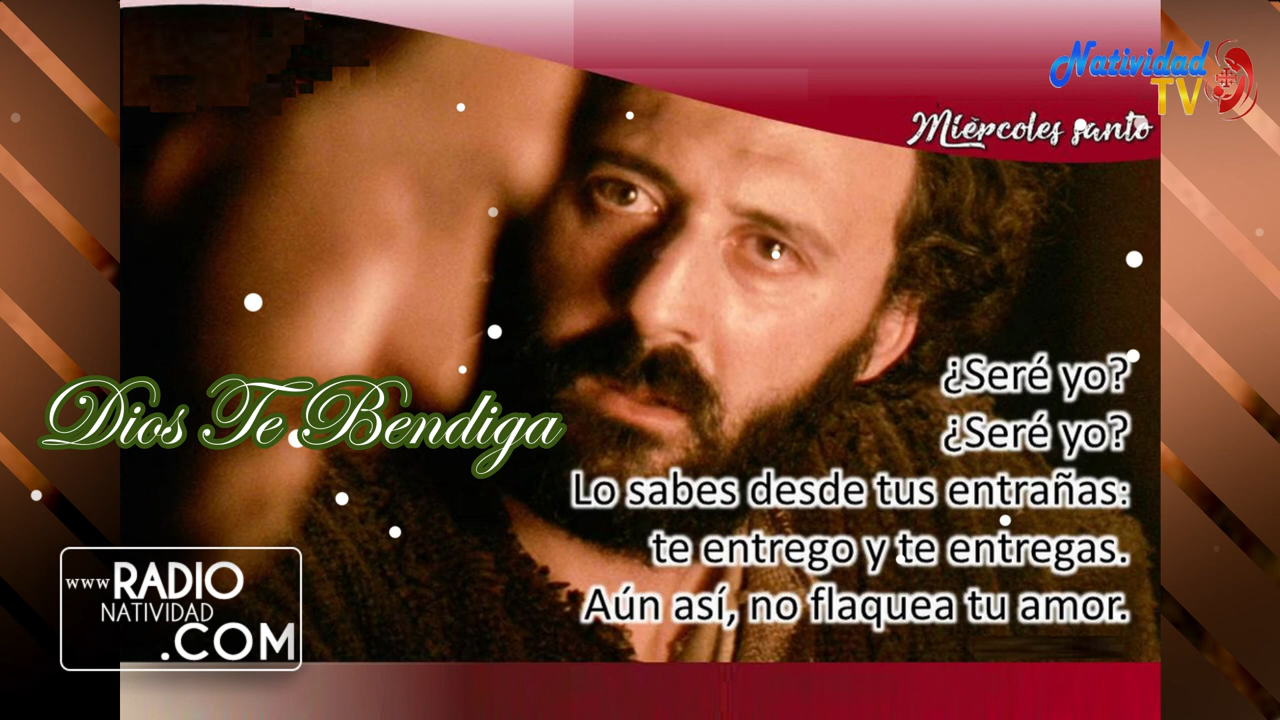 Natividad
TV
Miércoles santo
¿Seré yo?
¿Seré yo?
Lo sabes desde tus entrañas:
te entrego y te entregas.
Aún así, no flaquea tu amor.
Dios Te Bendiga
www RADIO
NATIVIDAD
.COM